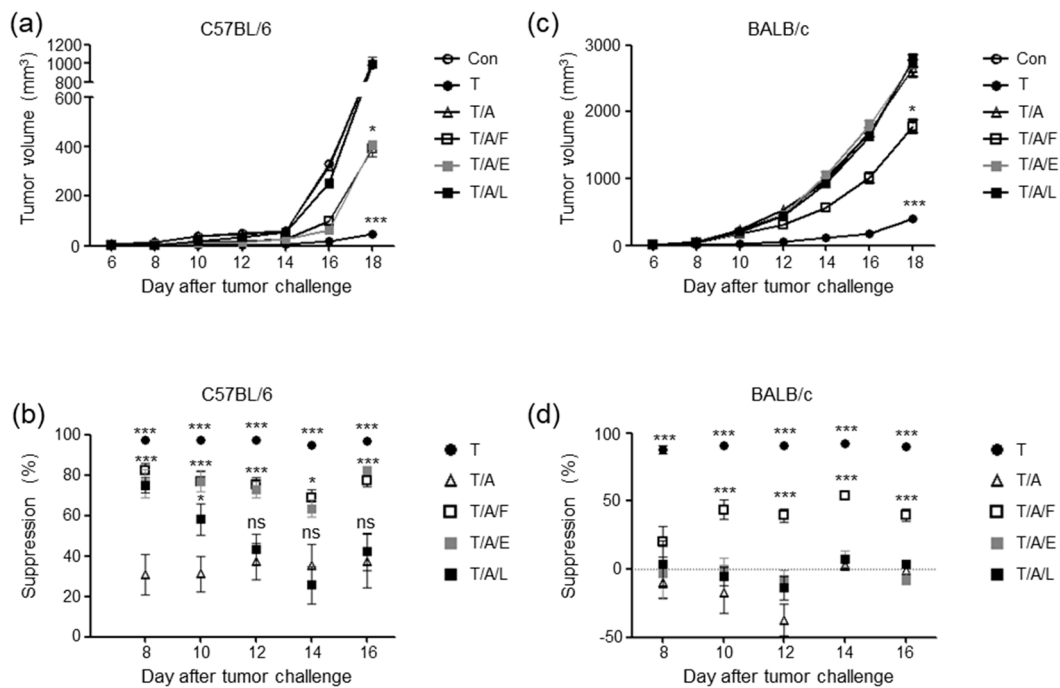 (a)
C57BL/6
Tumor volume (mm³)
1200
1000
800
600
400
200
0
6 8 10 12 14 16 18
Day after tumor challenge
*
***
Con
T
T/A
T/A/F
T/A/E
T/A/L
(c)
BALB/c
Tumor volume (mm³)
3000
2000
1000
0
6 8 10 12 14 16 18
Day after tumor challenge
*
***
Con
T
T/A
T/A/F
T/A/E
T/A/L
(b)
C57BL/6
Suppression (%)
100
80
60
40
20
0
8 10 12 14 16
Day after tumor challenge
*** *** *** *** ***
*** *** *** * ***
* ns ns ns
T
T/A
T/A/F
T/A/E
T/A/L
(d)
BALB/c
Suppression (%)
100
50
0
-50
8 10 12 14 16
Day after tumor challenge
*** *** *** *** ***
*** *** *** ***
T
T/A
T/A/F
T/A/E
T/A/L